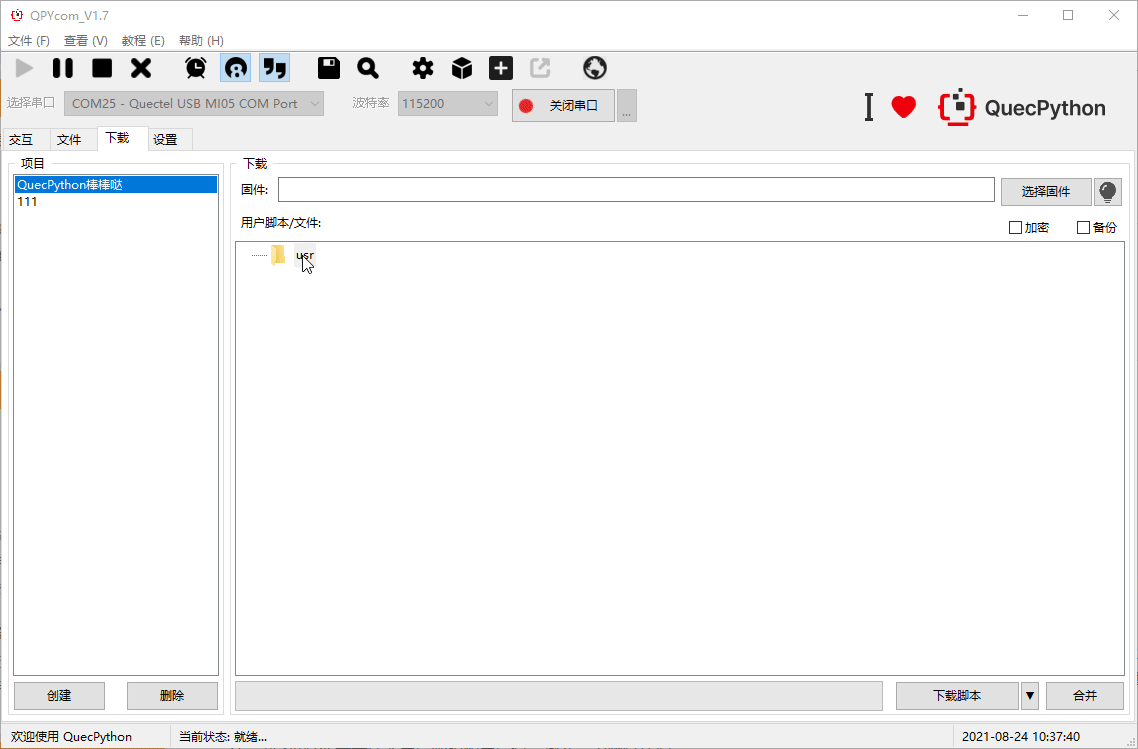 QPYcom_V1.7
文件 (F) 查看 (V) 教程 (E) 帮助 (H)
选择串口 COM25 - Quectel USB MI05 COM Port 波特率 115200 关闭串口 ... I QuecPython
交互 文件 下载 设置
项目
QuecPython棒棒哒
111
创建 删除
下载
固件: 选择固件
用户脚本/文件: 加密 备份
usr
下载脚本 合并
欢迎使用 QuecPython 当前状态: 就绪... 2021-08-24 10:37:40